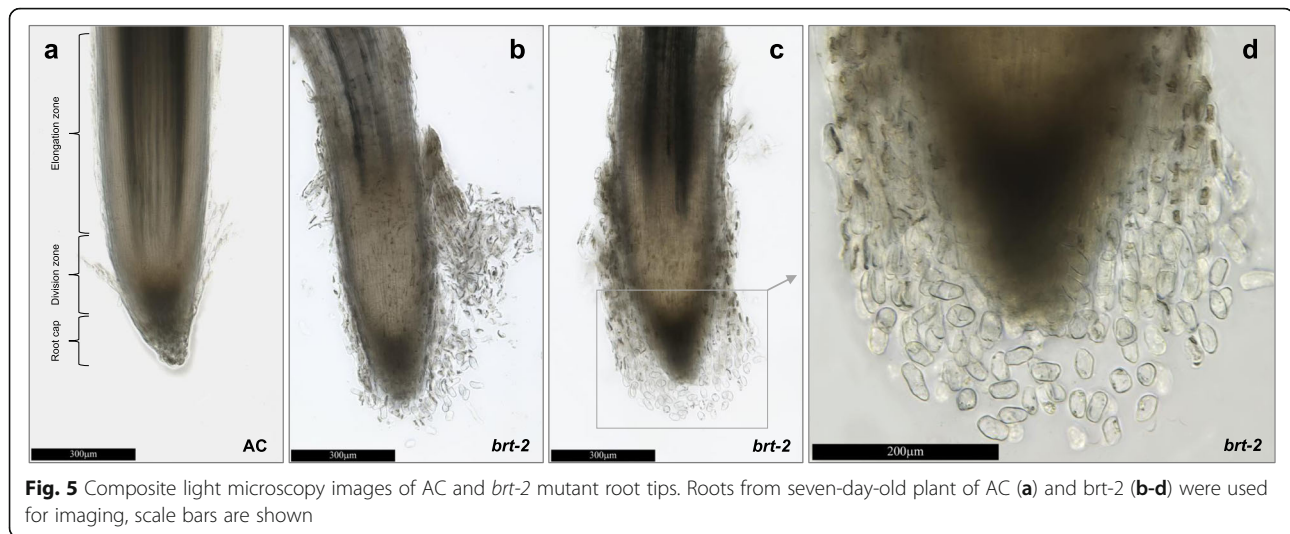 a
b
c
d
Elongation zone
Division zone
Root cap
300µm
AC
300µm
brt-2
300µm
brt-2
200µm
brt-2
Fig. 5 Composite light microscopy images of AC and brt-2 mutant root tips. Roots from seven-day-old plant of AC (a) and brt-2 (b-d) were used
for imaging, scale bars are shown